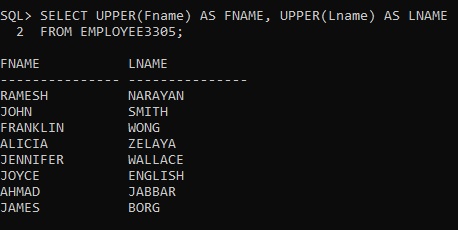 SQL> SELECT UPPER(Fname) AS FNAME, UPPER(Lname) AS LNAME
  2  FROM EMPLOYEE3305;

FNAME           LNAME
--------------- ---------------
RAMESH          NARAYAN
JOHN            SMITH
FRANKLIN        WONG
ALICIA          ZELAYA
JENNIFER        WALLACE
JOYCE           ENGLISH
AHMAD           JABBAR
JAMES           BORG